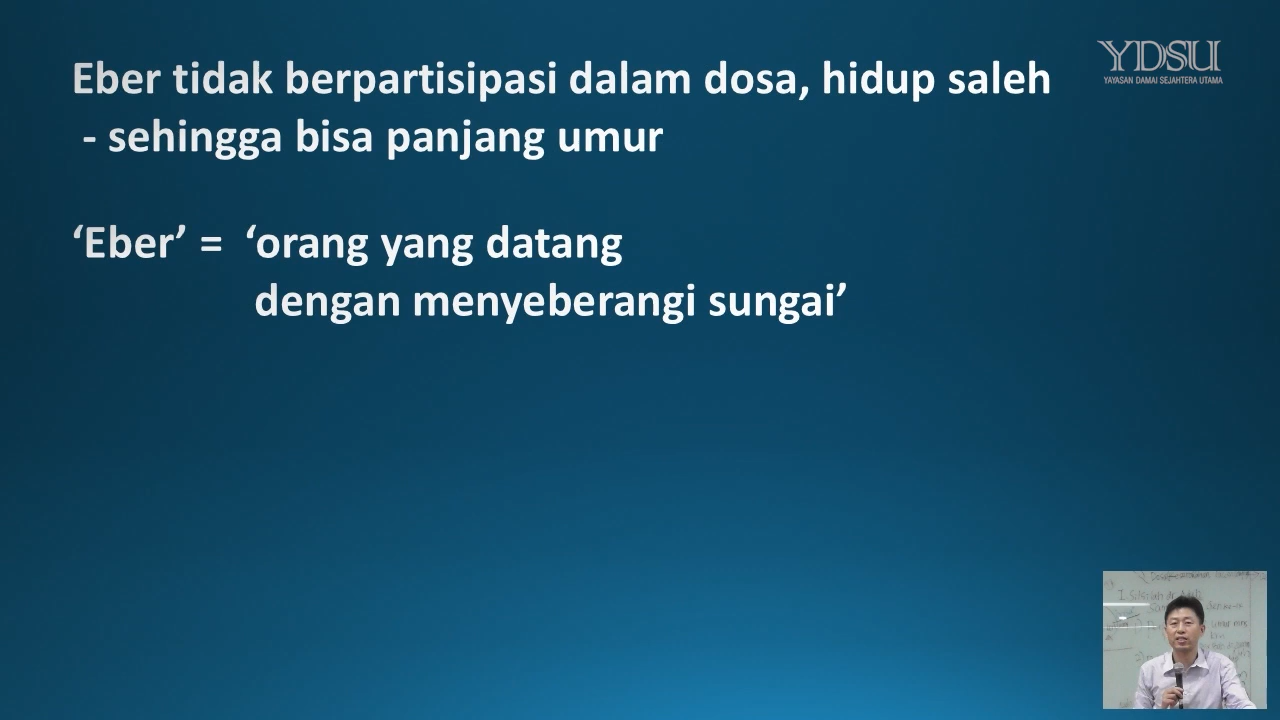 Eber tidak berpartisipasi dalam dosa, hidup saleh
- sehingga bisa panjang umur
‘Eber’ = ‘orang yang datang
dengan menyeberangi sungai’
YDSU
YAYASAN DAMAI SEJAHTERA UTAMA